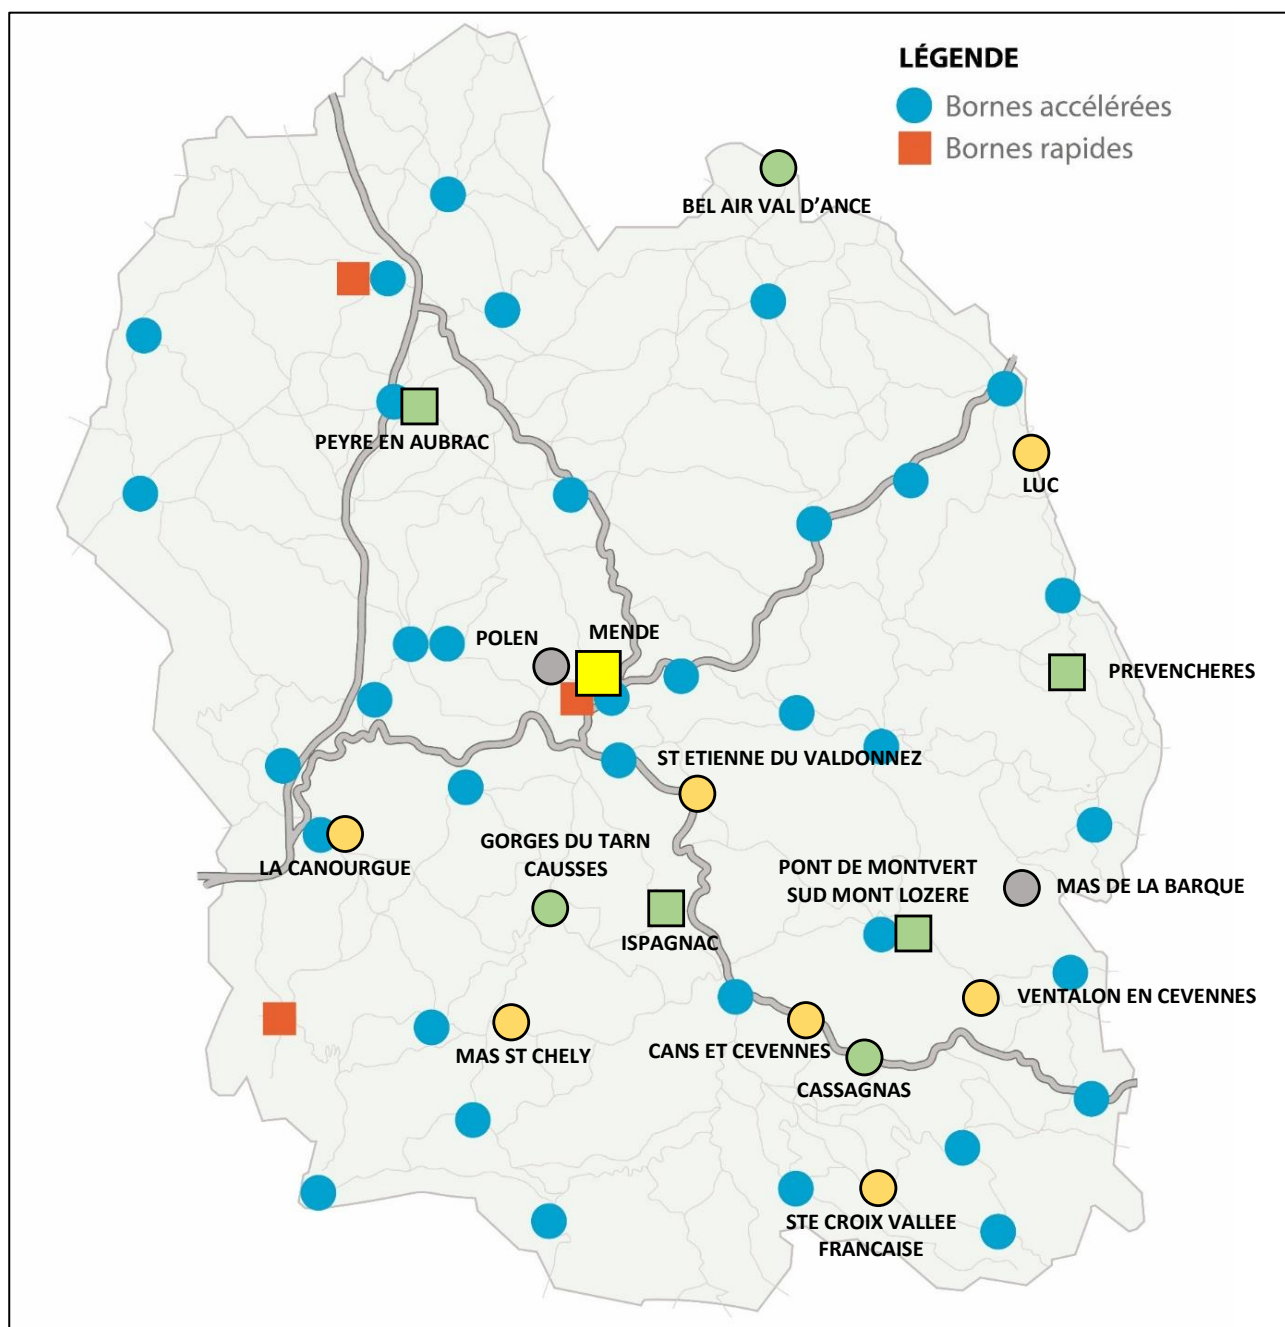 LÉGENDE
Bornes accélérées
Bornes rapides
BEL AIR VAL D’ANCE
PEYRE EN AUBRAC
LUC
POLEN
MENDE
PREVENCHERES
ST ETIENNE DU VALDONNEZ
LA CANOURGUE
GORGES DU TARN
CAUSSES
PONT DE MONTVERT
SUD MONT LOZERE
MAS DE LA BARQUE
ISPAGNAC
VENTALON EN CEVENNES
MAS ST CHELY
CANS ET CEVENNES
CASSAGNAS
STE CROIX VALLEE
FRANCAISE